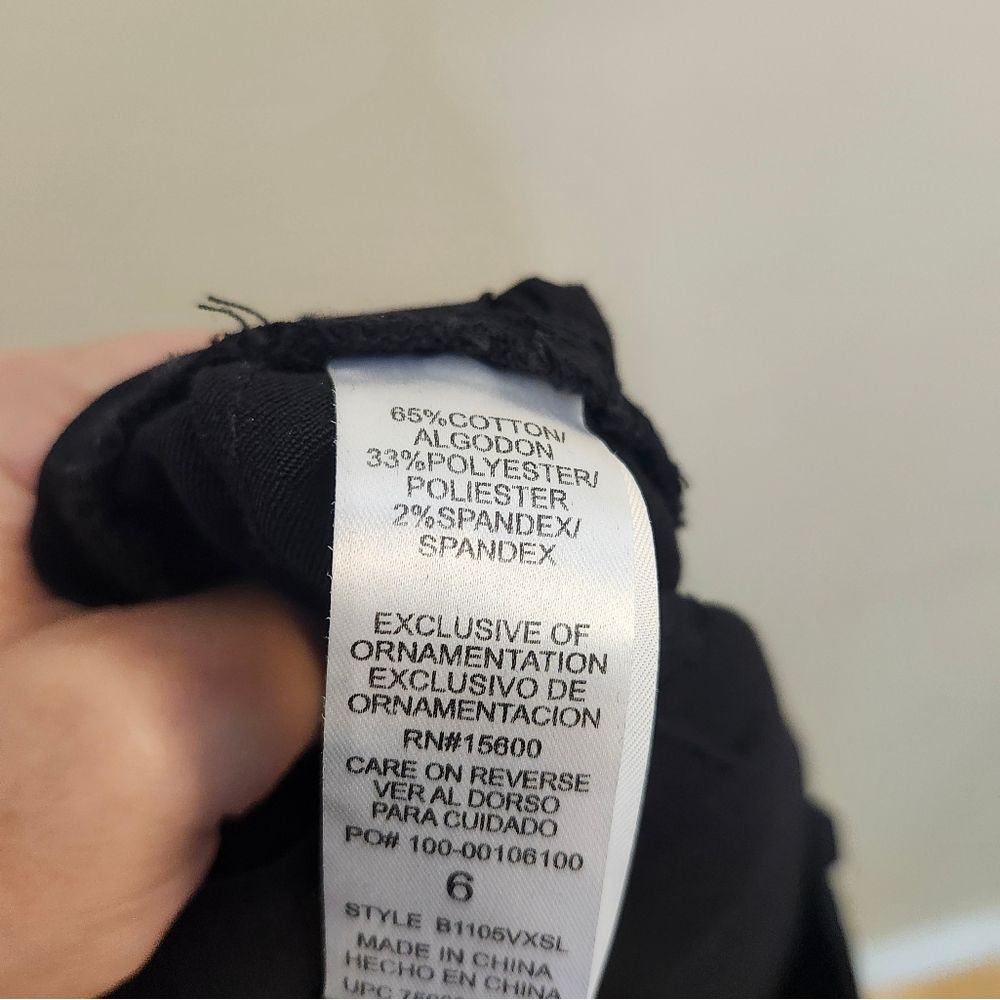 65%COTTON/
ALGODON
33%POLYESTER/
POLIESTER
2%SPANDEX/
SPANDEX
EXCLUSIVE OF
ORNAMENTATION
EXCLUSIVO DE
ORNAMENTACION
RN#15600
CARE ON REVERSE
VER AL DORSO
PARA CUIDADO
PO# 100-00106100
6
STYLE B1105VXSL
MADE IN CHINA
HECHO EN CHINA
UPC